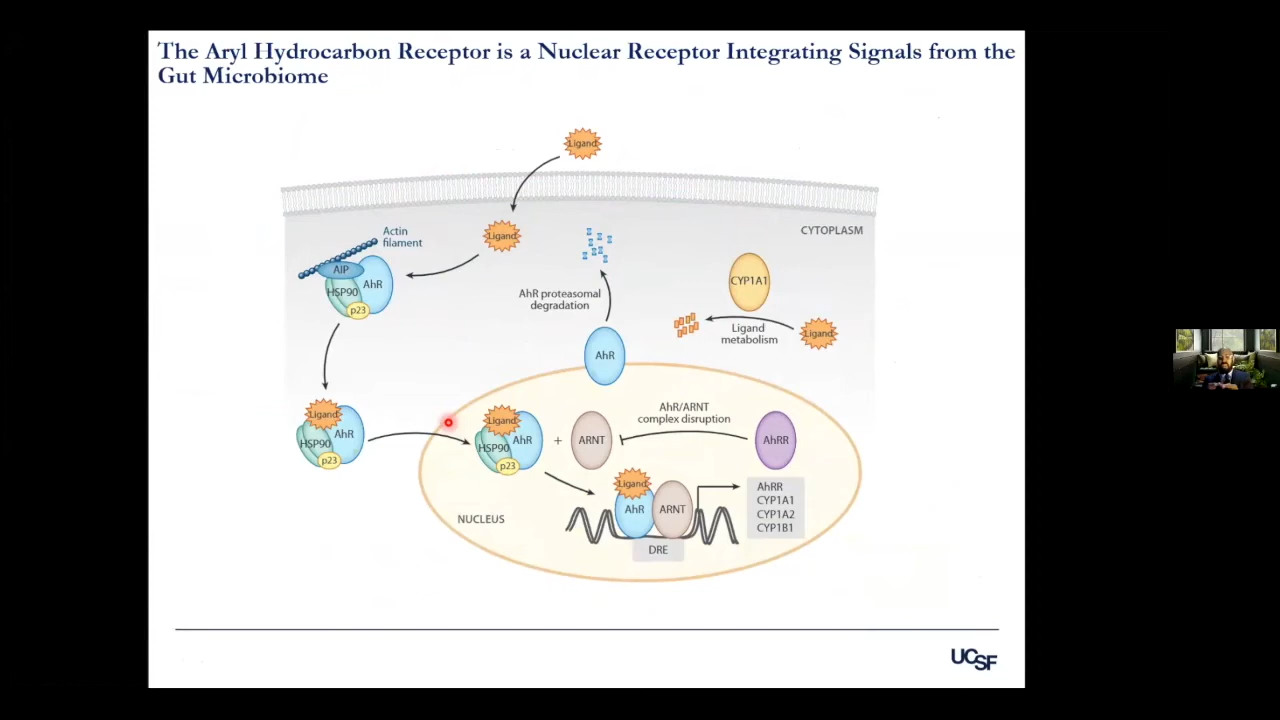 The Aryl Hydrocarbon Receptor is a Nuclear Receptor Integrating Signals from the
Gut Microbiome
Ligand
CYTOPLASM
Actin
filament
Ligand
AIP
HSP90
AhR
p23
AhR proteasomal
degradation
AhR
CYP1A1
Ligand
metabolism
Ligand
Ligand
HSP90
AhR
p23
Ligand
HSP90
AhR
p23
+
ARNT
AhR/ARNT
complex disruption
AhRR
Ligand
AhR
ARNT
DRE
AhRR
CYP1A1
CYP1A2
CYP1B1
NUCLEUS
UCSF